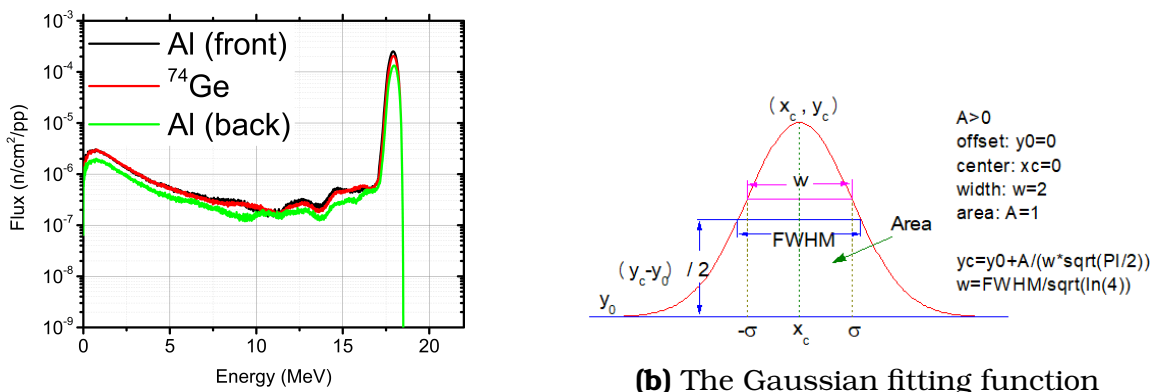 10⁻³
10⁻⁴
10⁻⁵
10⁻⁶
10⁻⁷
10⁻⁸
10⁻⁹
Flux (n/cm²/pp)
Al (front)
⁷⁴Ge
Al (back)
0 5 10 15 20
Energy (MeV)
(x_c , y_c)
w
FWHM
Area
(y_c-y_0) / 2
y_0
-σ x_c σ
A>0
offset: y0=0
center: xc=0
width: w=2
area: A=1
yc=y0+A/(w*sqrt(PI/2))
w=FWHM/sqrt(ln(4))
(b) The Gaussian fitting function